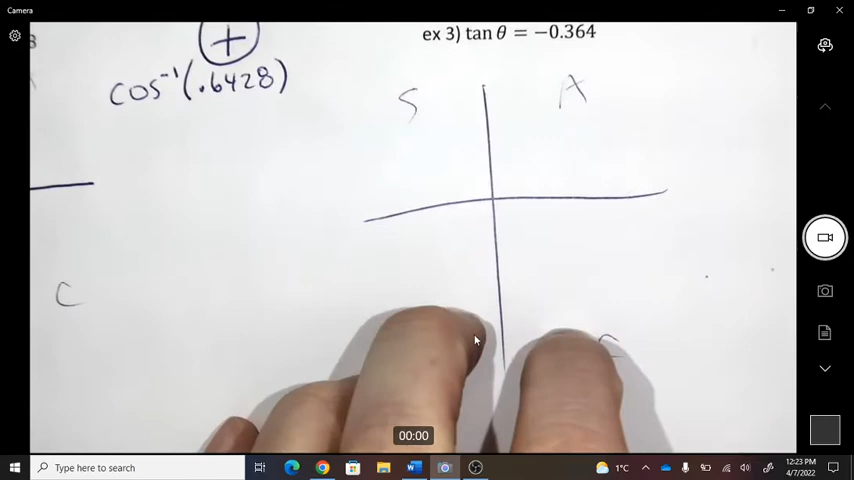 Camera
ex 3) tan θ = −0.364
+
cos⁻¹(.6428)
S
A
C
C
00:00
Type here to search
1°C
12:23 PM
4/7/2022